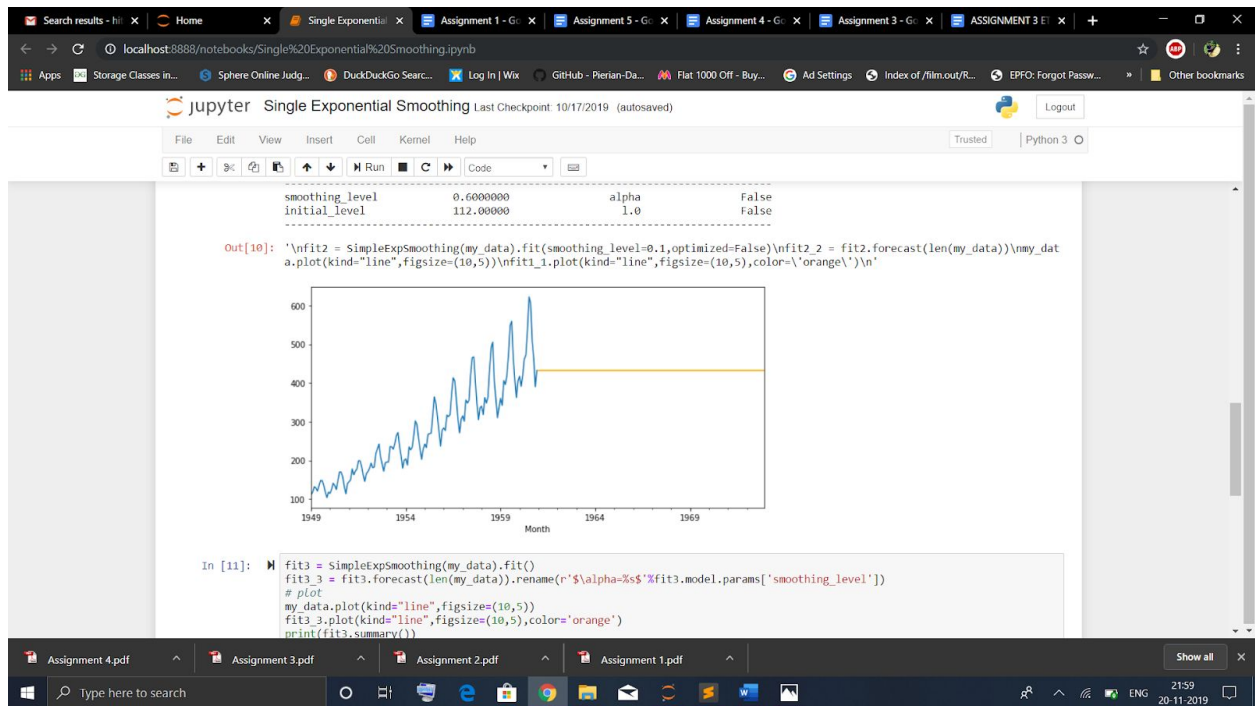 Search results - hi
Home
Single Exponential
Assignment 1 - Go
Assignment 5 - Go
Assignment 4 - Go
Assignment 3 - Go
ASSIGNMENT 3 ET
localhost:8888/notebooks/Single%20Exponential%20Smoothing.ipynb
ABP
Apps
Storage Classes in...
Sphere Online Judg...
DuckDuckGo Searc...
Log In | Wix
GitHub - Pierian-Da...
Flat 1000 Off - Buy...
Ad Settings
Index of /film.out/R...
EPFO: Forgot Passw...
»
Other bookmarks
jupyter Single Exponential Smoothing Last Checkpoint: 10/17/2019 (autosaved)
Logout
File Edit View Insert Cell Kernel Help
Trusted
Python 3
Run
Code
smoothing_level 0.6000000 alpha False
initial_level 112.00000 l.0 False
Out[10]: '\nfit2 = SimpleExpSmoothing(my_data).fit(smoothing_level=0.1,optimized=False)\nfit2_2 = fit2.forecast(len(my_data))\nmy_dat
a.plot(kind="line",figsize=(10,5))\nfit1_1.plot(kind="line",figsize=(10,5),color=\'orange\')\n'
600
500
400
300
200
100
1949 1954 1959 1964 1969
Month
In [11]: fit3 = SimpleExpSmoothing(my_data).fit()
fit3_3 = fit3.forecast(len(my_data)).rename(r'$\alpha=%s$'%fit3.model.params['smoothing_level'])
# plot
my_data.plot(kind="line",figsize=(10,5))
fit3_3.plot(kind="line",figsize=(10,5),color='orange')
print(fit3.summary())
Assignment 4.pdf
Assignment 3.pdf
Assignment 2.pdf
Assignment 1.pdf
Show all
Type here to search
ENG
21:59
20-11-2019